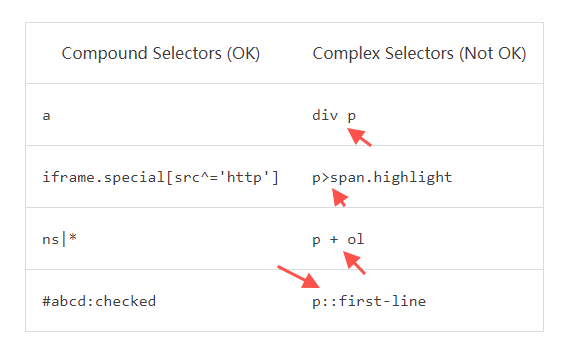 Compound Selectors (OK) Complex Selectors (Not OK)
a div p
iframe.special[src^='http'] p>span.highlight
ns|* p + ol
#abcd:checked p::first-line